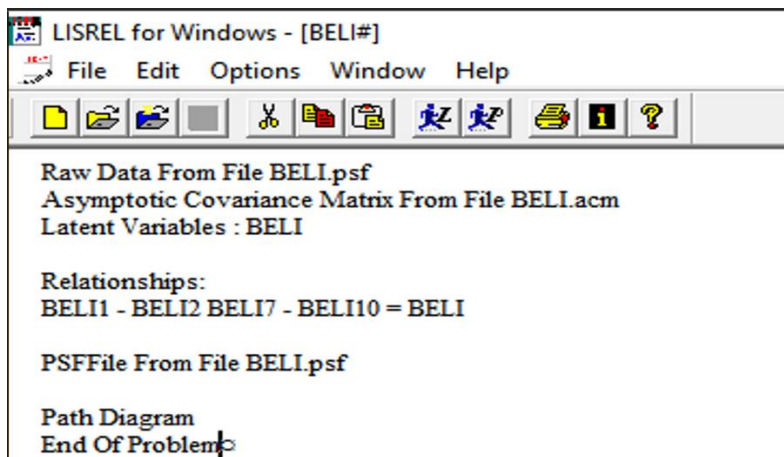 LISREL for Windows - [BELI#]
File Edit Options Window Help
Raw Data From File BELI.psf
Asymptotic Covariance Matrix From File BELI.acm
Latent Variables : BELI
Relationships:
BELI1 - BELI2 BELI7 - BELI10 = BELI
PSFFile From File BELI.psf
Path Diagram
End Of Problem